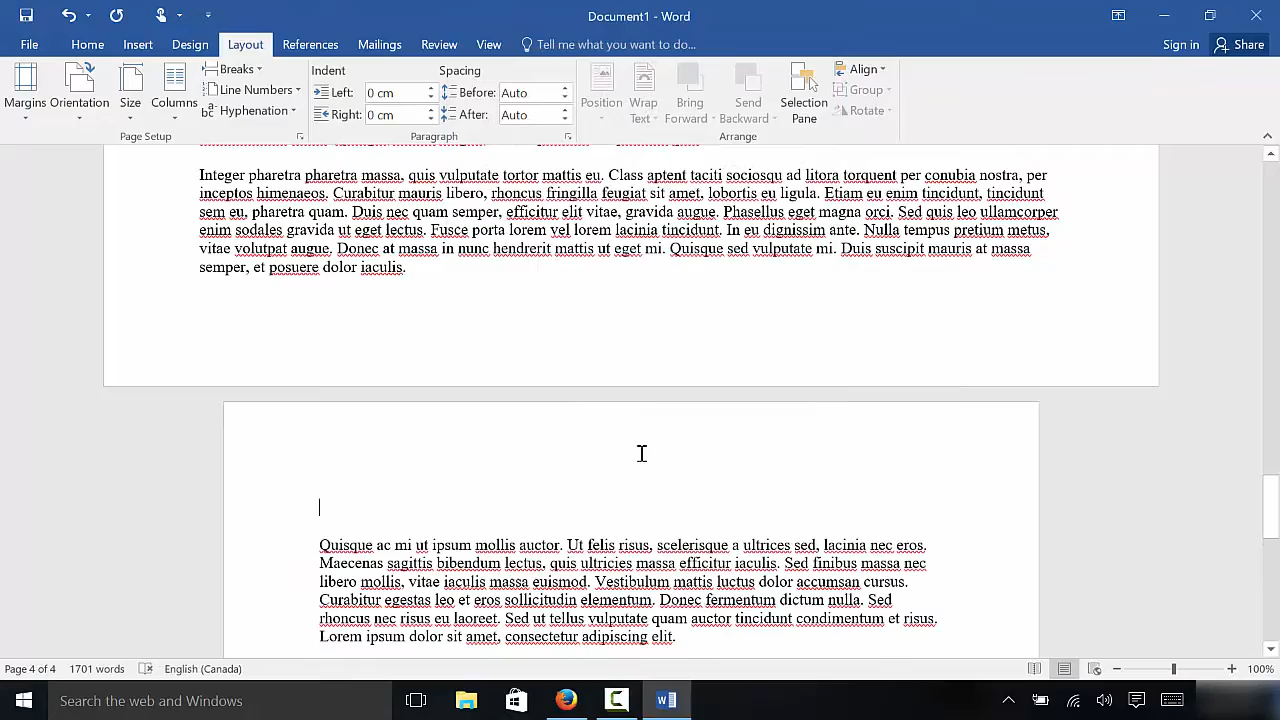 Document1 - Word
File Home Insert Design Layout References Mailings Review View Tell me what you want to do... Sign in Share
Margins Orientation Size Columns Breaks Line Numbers Hyphenation
Page Setup
Indent Spacing
Left: 0 cm Before: Auto
Right: 0 cm After: Auto
Paragraph
Position Wrap Text Bring Forward Send Backward Selection Pane Align Group Rotate
Arrange
Integer pharetra pharetra massa, quis vulputate tortor mattis eu. Class aptent taciti sociosqu ad litora torquent per conubia nostra, per
inceptos himenaeos. Curabitur mauris libero, rhoncus fringilla feugiat sit amet, lobortis eu ligula. Etiam eu enim tincidunt, tincidunt
sem eu, pharetra quam. Duis nec quam semper, efficitur elit vitae, gravida augue. Phasellus eget magna orci. Sed quis leo ullamcorper
enim sodales gravida ut eget lectus. Fusce porta lorem vel lorem lacinia tincidunt. In eu dignissim ante. Nulla tempus pretium metus,
vitae volutpat augue. Donec at massa in nunc hendrerit mattis ut eget mi. Quisque sed vulputate mi. Duis suscipit mauris at massa
semper, et posuere dolor iaculis.
Quisque ac mi ut ipsum mollis auctor. Ut felis risus, scelerisque a ultrices sed, lacinia nec eros.
Maecenas sagittis bibendum lectus, quis ultricies massa efficitur iaculis. Sed finibus massa nec
libero mollis, vitae iaculis massa euismod. Vestibulum mattis luctus dolor accumsan cursus.
Curabitur egestas leo et eros sollicitudin elementum. Donec fermentum dictum nulla. Sed
rhoncus nec risus eu laoreet. Sed ut tellus vulputate quam auctor tincidunt condimentum et risus.
Lorem ipsum dolor sit amet, consectetur adipiscing elit.
Page 4 of 4 1701 words English (Canada) 100%
Search the web and Windows